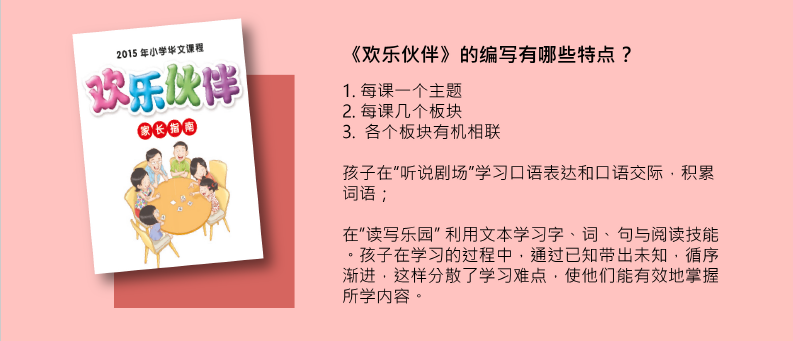 2015 年小学华文课程
欢乐伙伴
家长指南
《欢乐伙伴》的编写有哪些特点？
1. 每课一个主题
2. 每课几个板块
3. 各个板块有机相联
孩子在“听说剧场”学习口语表达和口语交际，积累
词语；
在“读写乐园” 利用文本学习字、词、句与阅读技能
。孩子在学习的过程中，通过已知带出未知，循序
渐进，这样分散了学习难点，使他们能有效地掌握
所学内容。